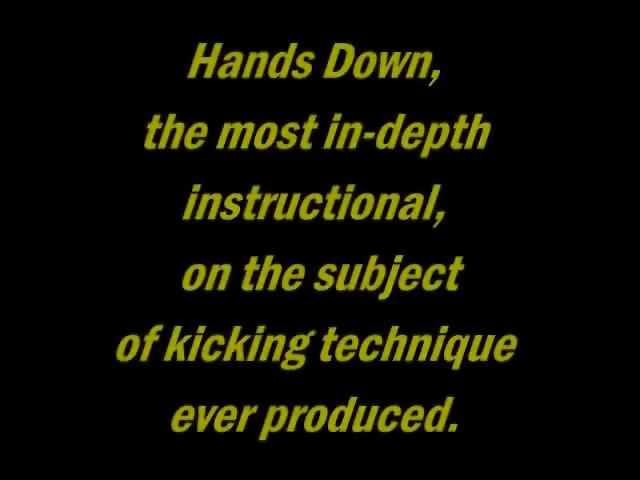 Hands Down,
the most in-depth
instructional,
on the subject
of kicking technique
ever produced.